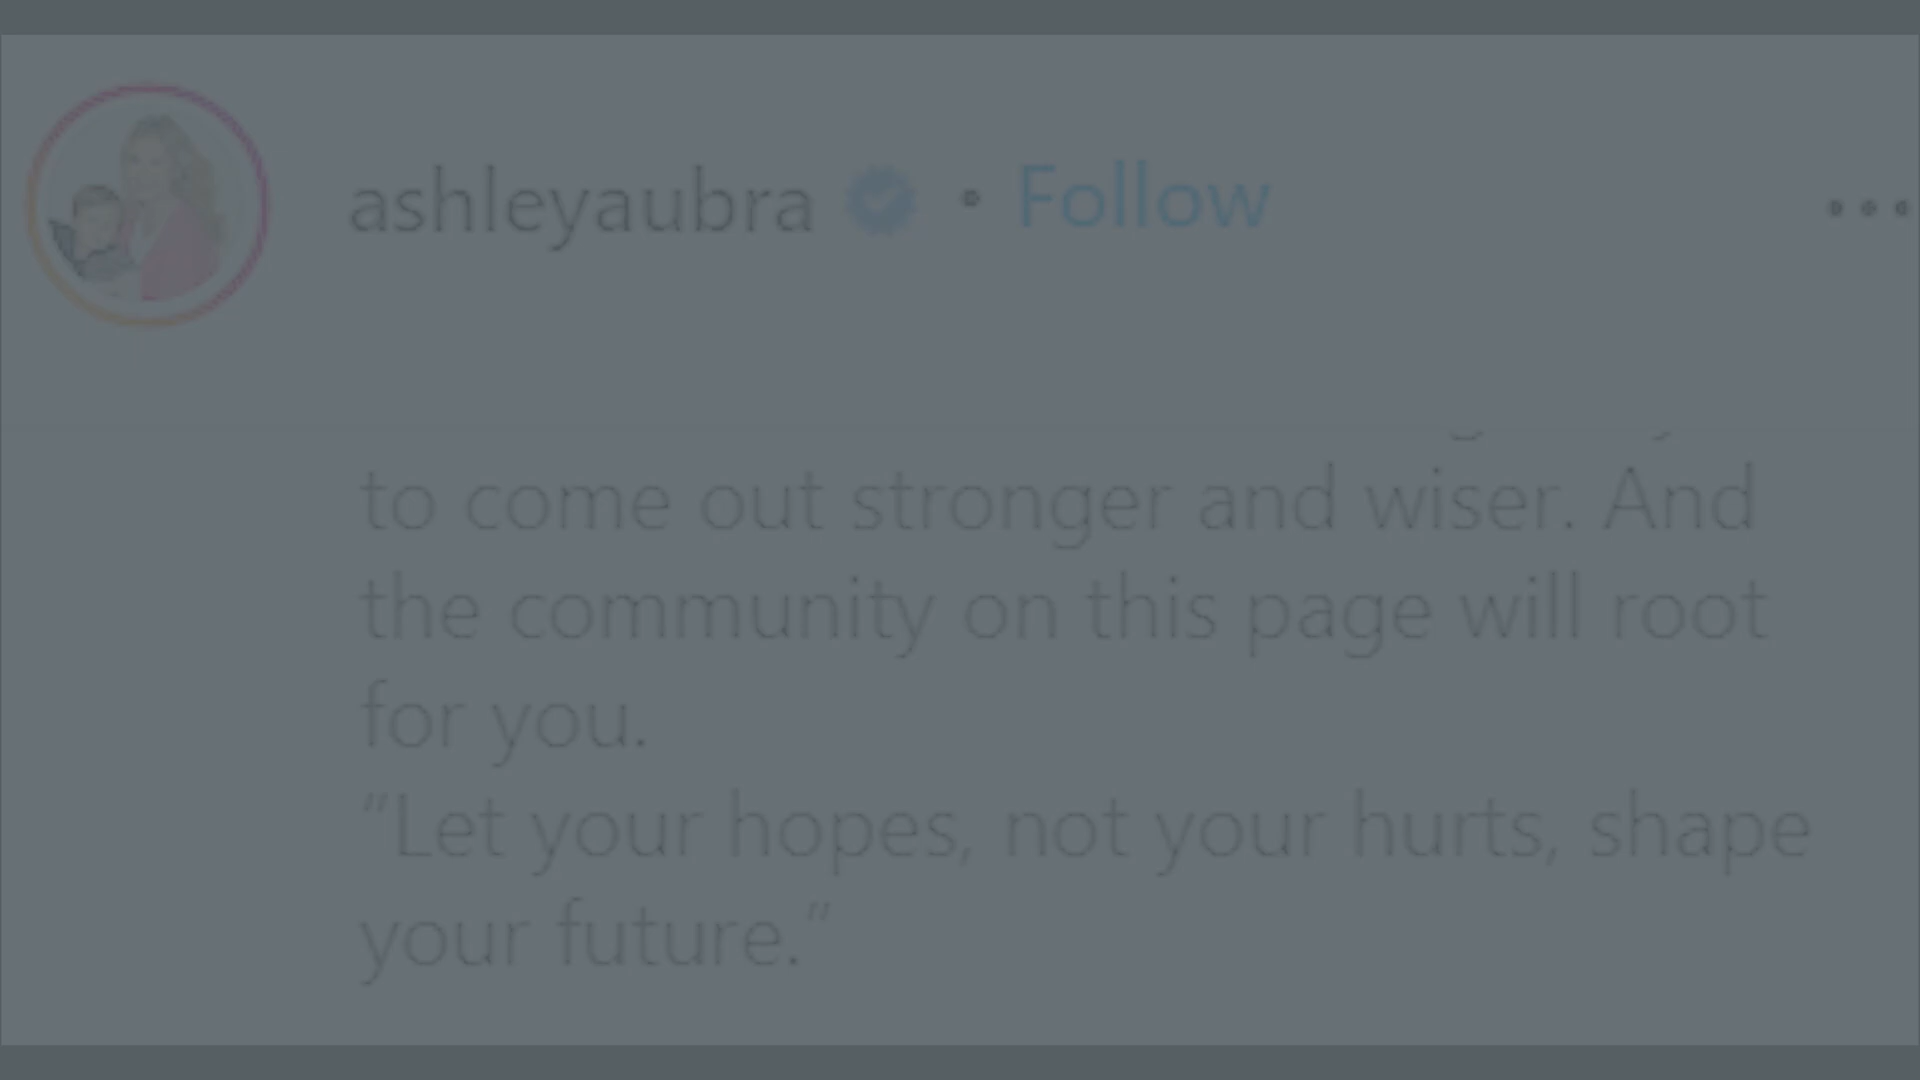 ashleyaubra • Follow
to come out stronger and wiser. And
the community on this page will root
for you.
“Let your hopes, not your hurts, shape
your future.”